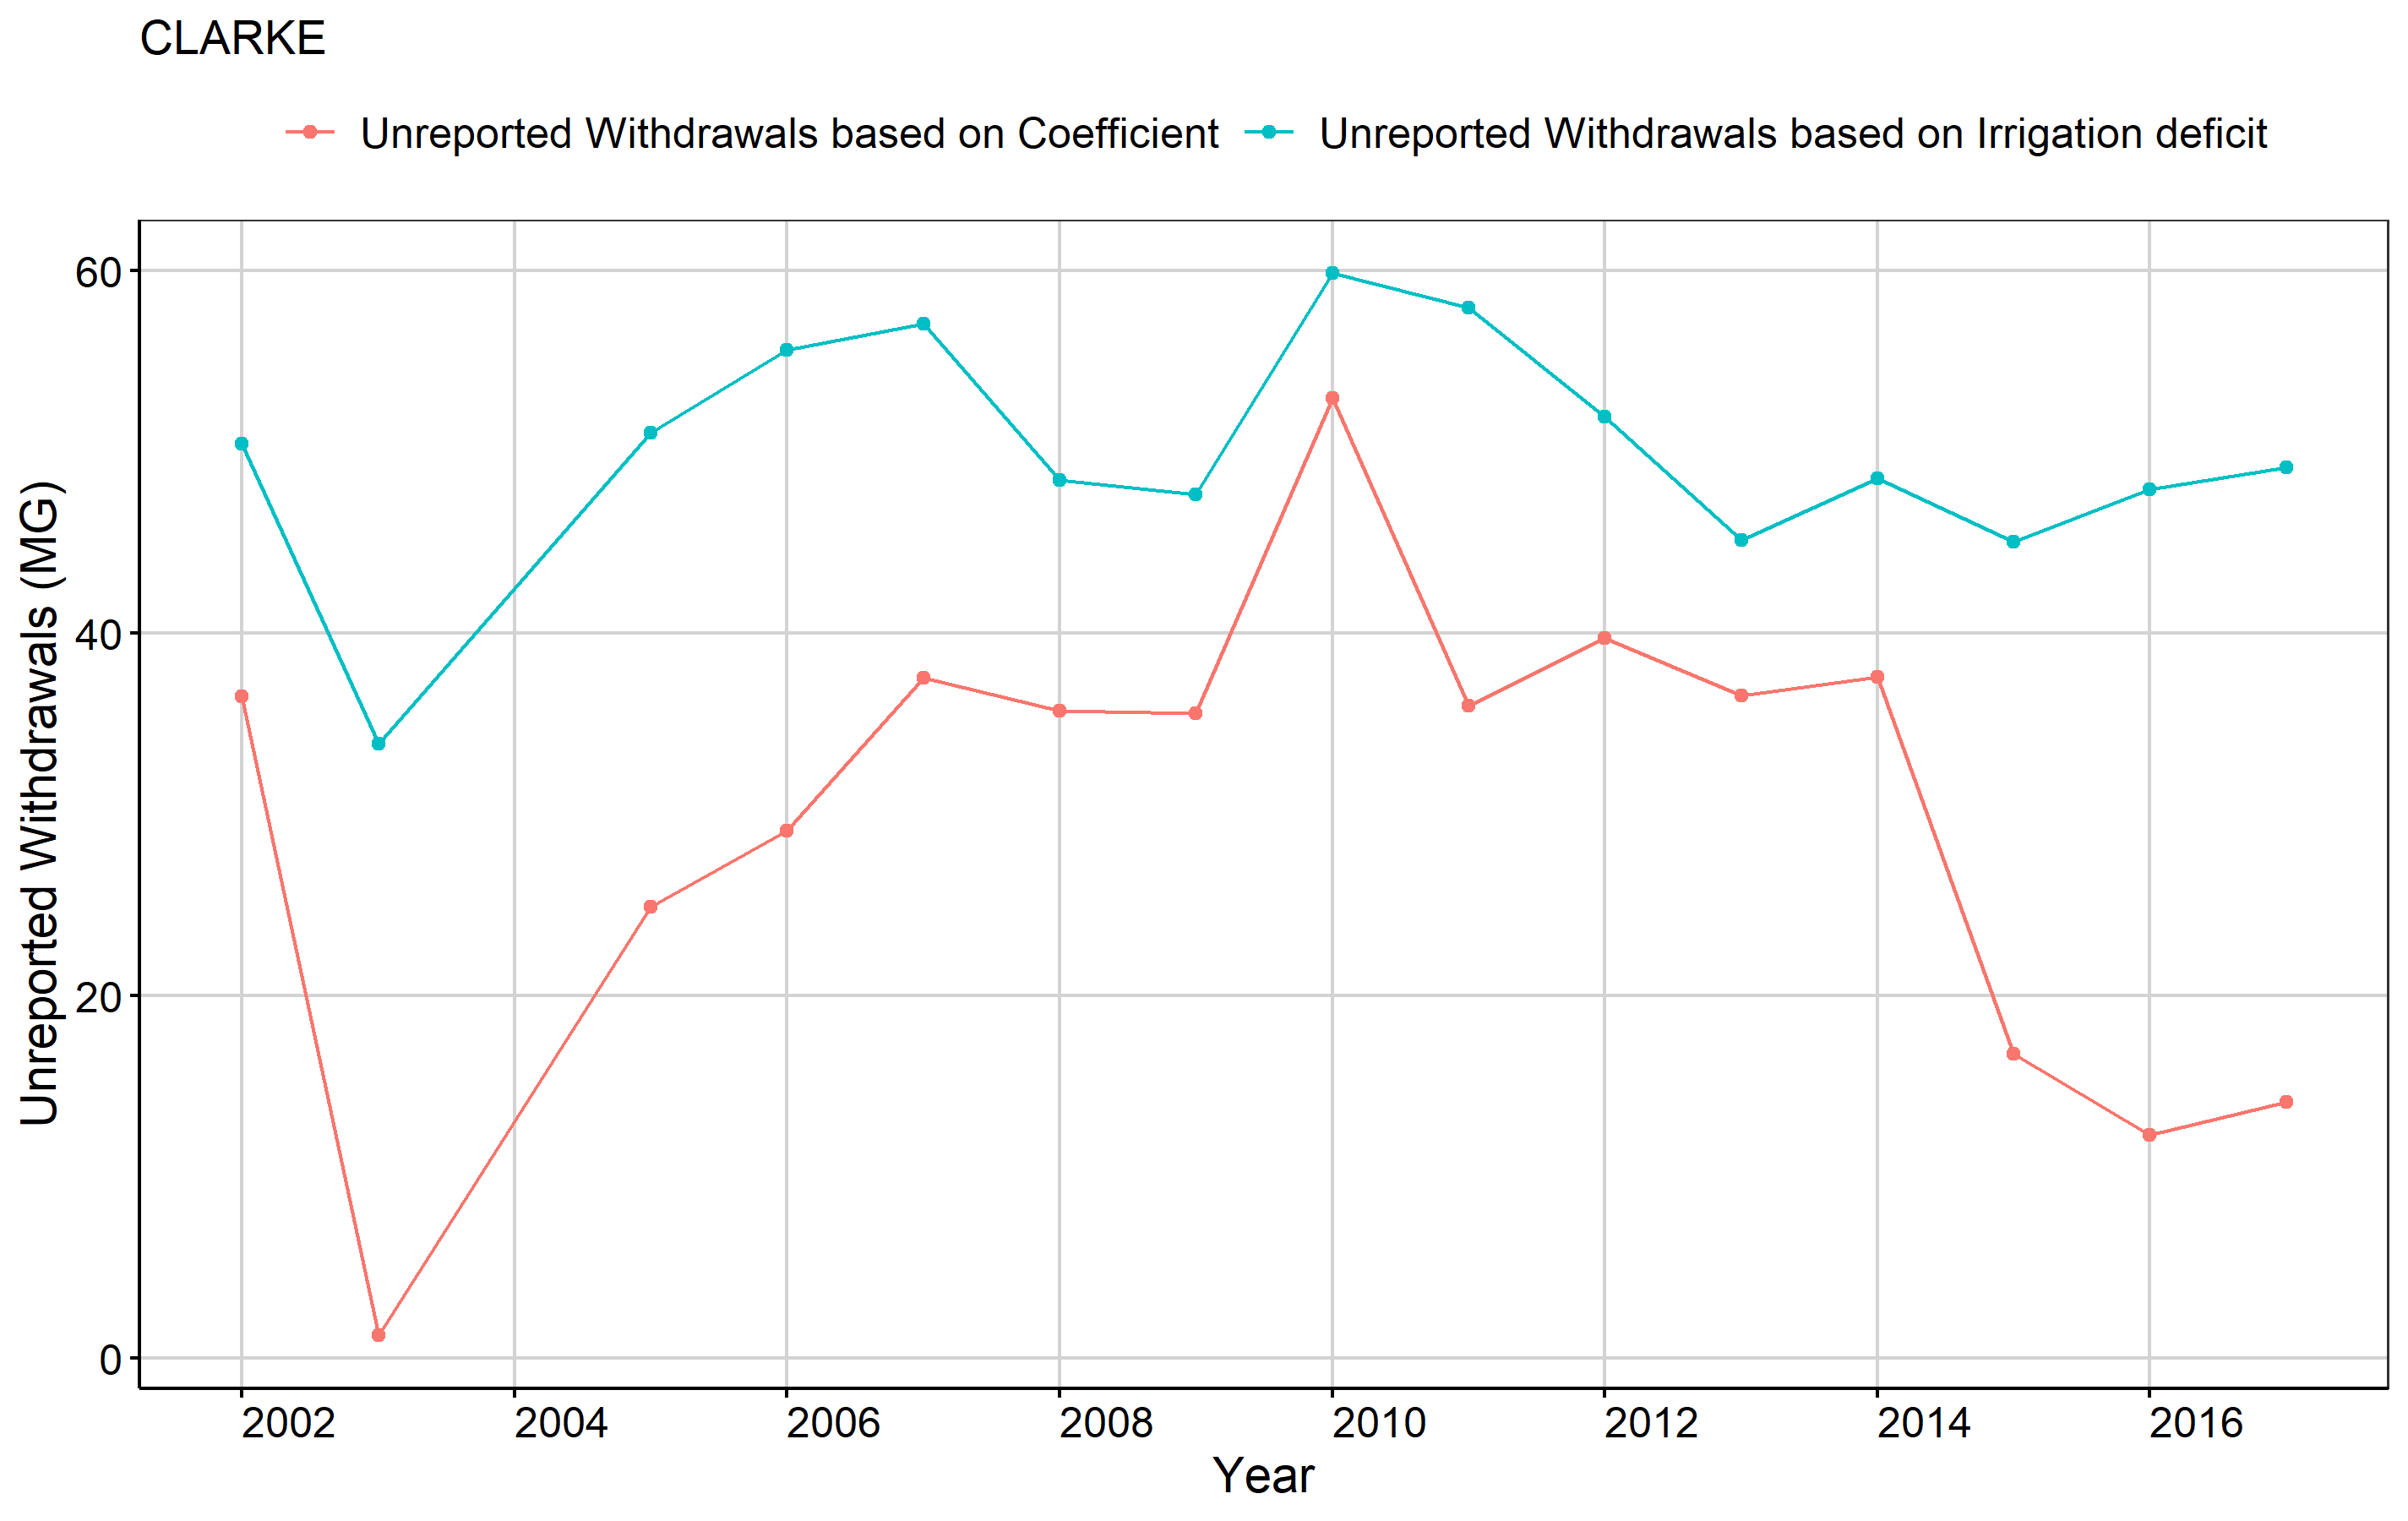 CLARKE
Unreported Withdrawals based on Coefficient Unreported Withdrawals based on Irrigation deficit
Unreported Withdrawals (MG)
60
40
20
0
2002 2004 2006 2008 2010 2012 2014 2016
Year